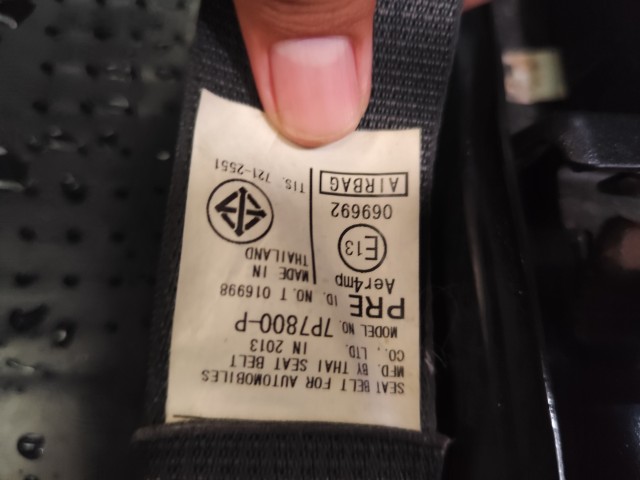 SEAT BELT FOR AUTOMOBILES
MFD. BY THAI SEAT BELT
CO., LTD. IN 2013
MODEL NO. 7P7800-P
PRE ID. NO. T 016998
Aer4mp
MADE IN
THAILAND
E13
069692
AIRBAG
TIS. 721-2551